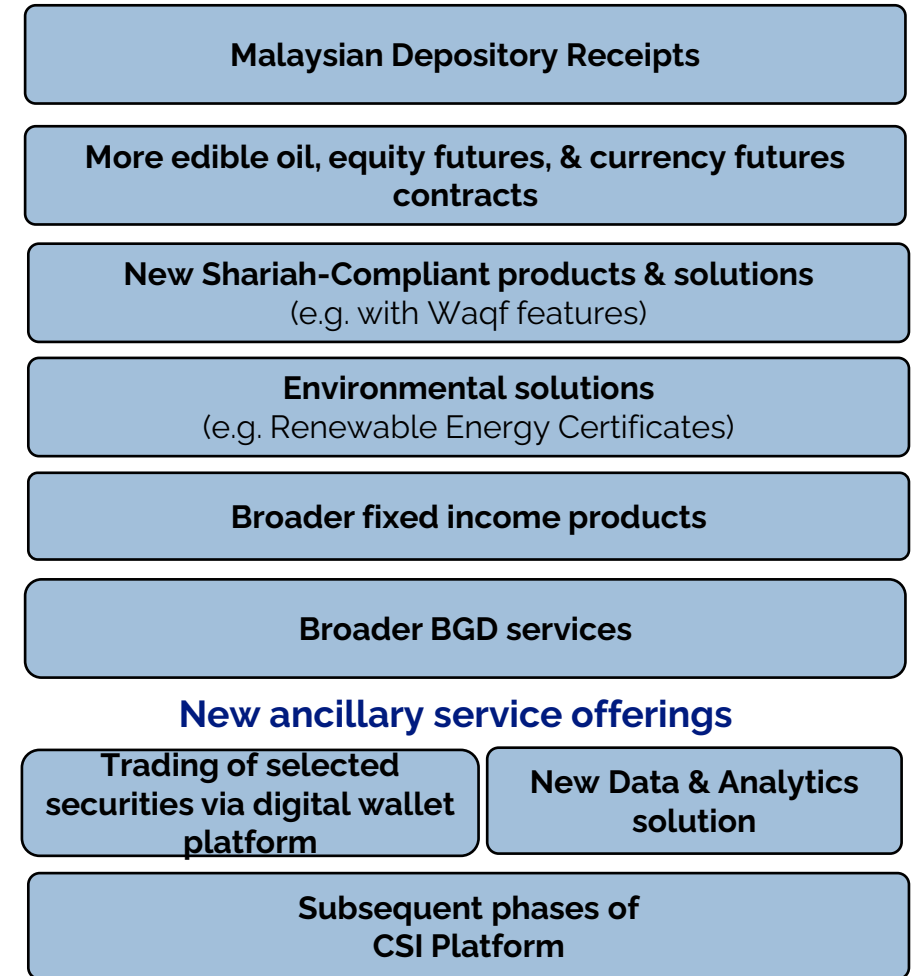 Malaysian Depository Receipts
More edible oil, equity futures, & currency futures
contracts
New Shariah-Compliant products & solutions
(e.g. with Waqf features)
Environmental solutions
(e.g. Renewable Energy Certificates)
Broader fixed income products
Broader BGD services
New ancillary service offerings
Trading of selected
securities via digital wallet
platform
New Data & Analytics
solution
Subsequent phases of
CSI Platform